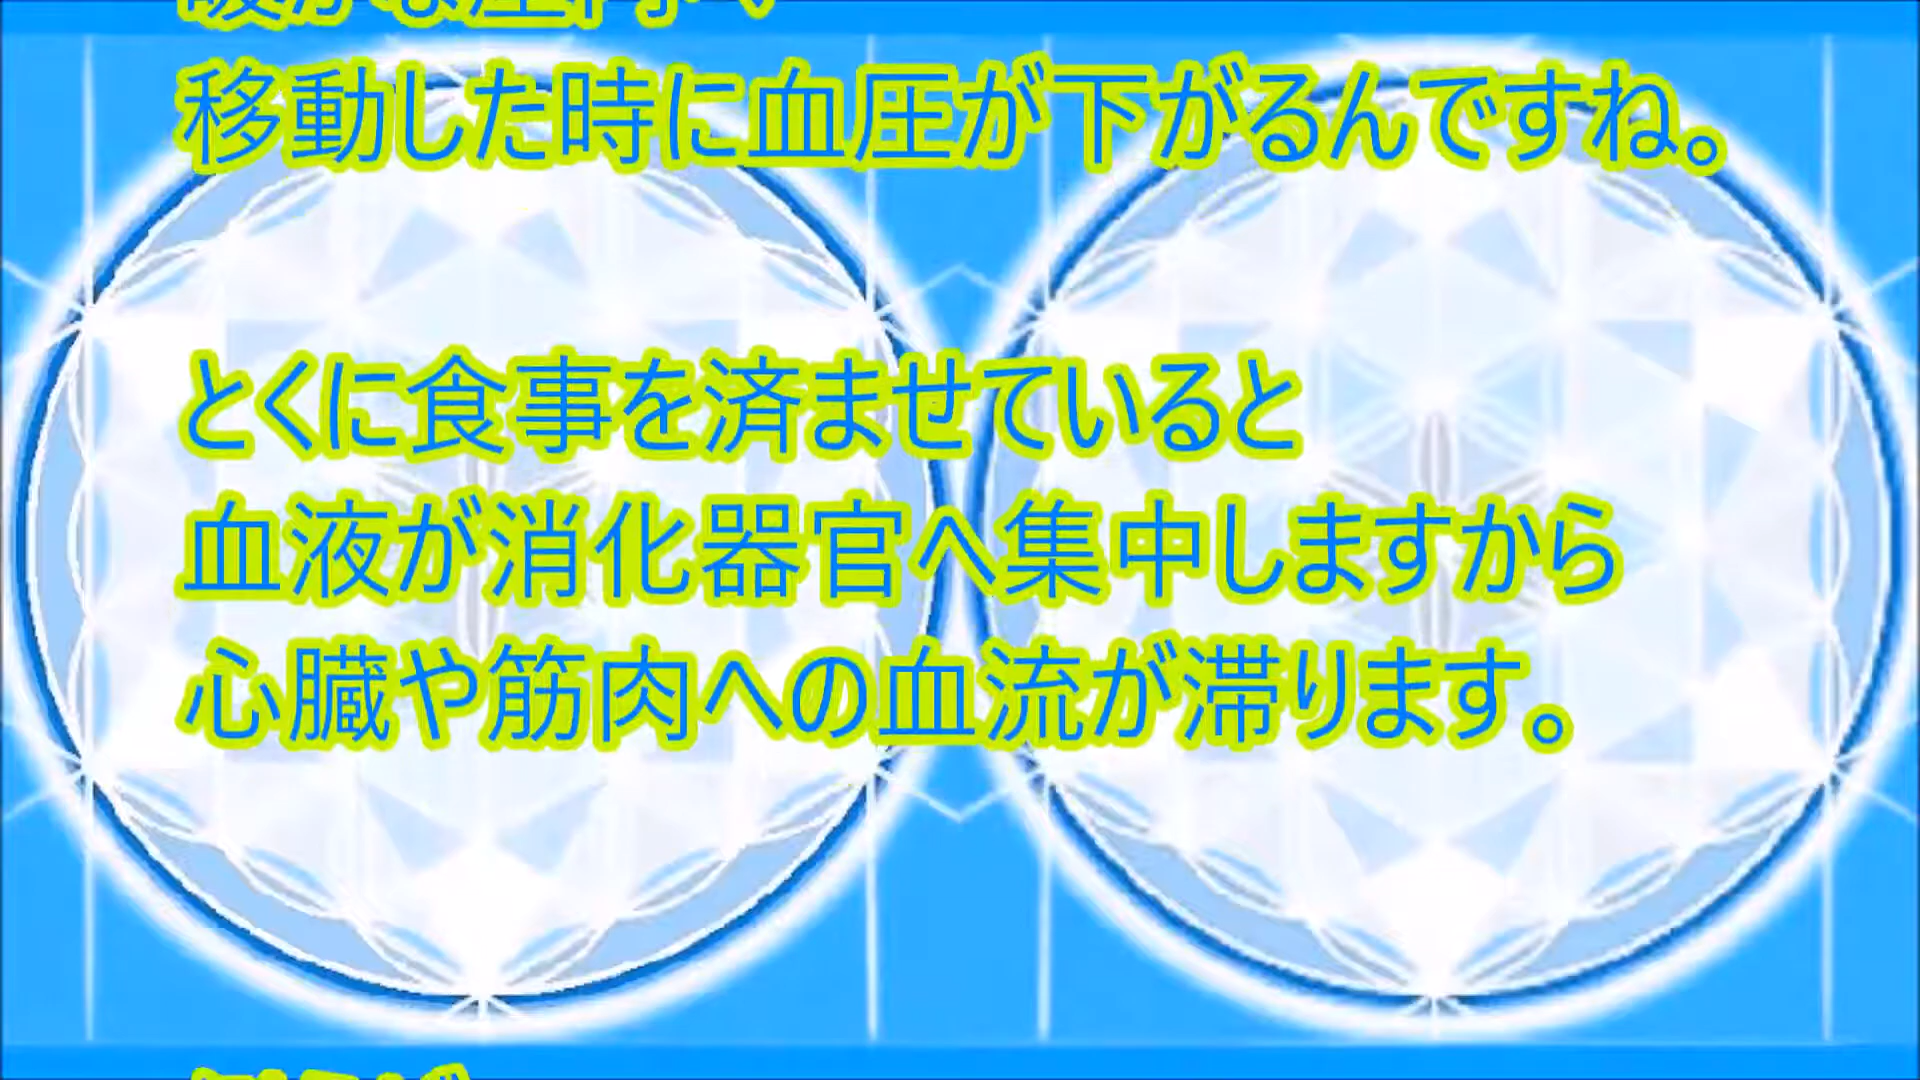 移動した時に血圧が下がるんですね。
とくに食事を済ませていると
血液が消化器官へ集中しますから
心臓や筋肉への血流が滞ります。